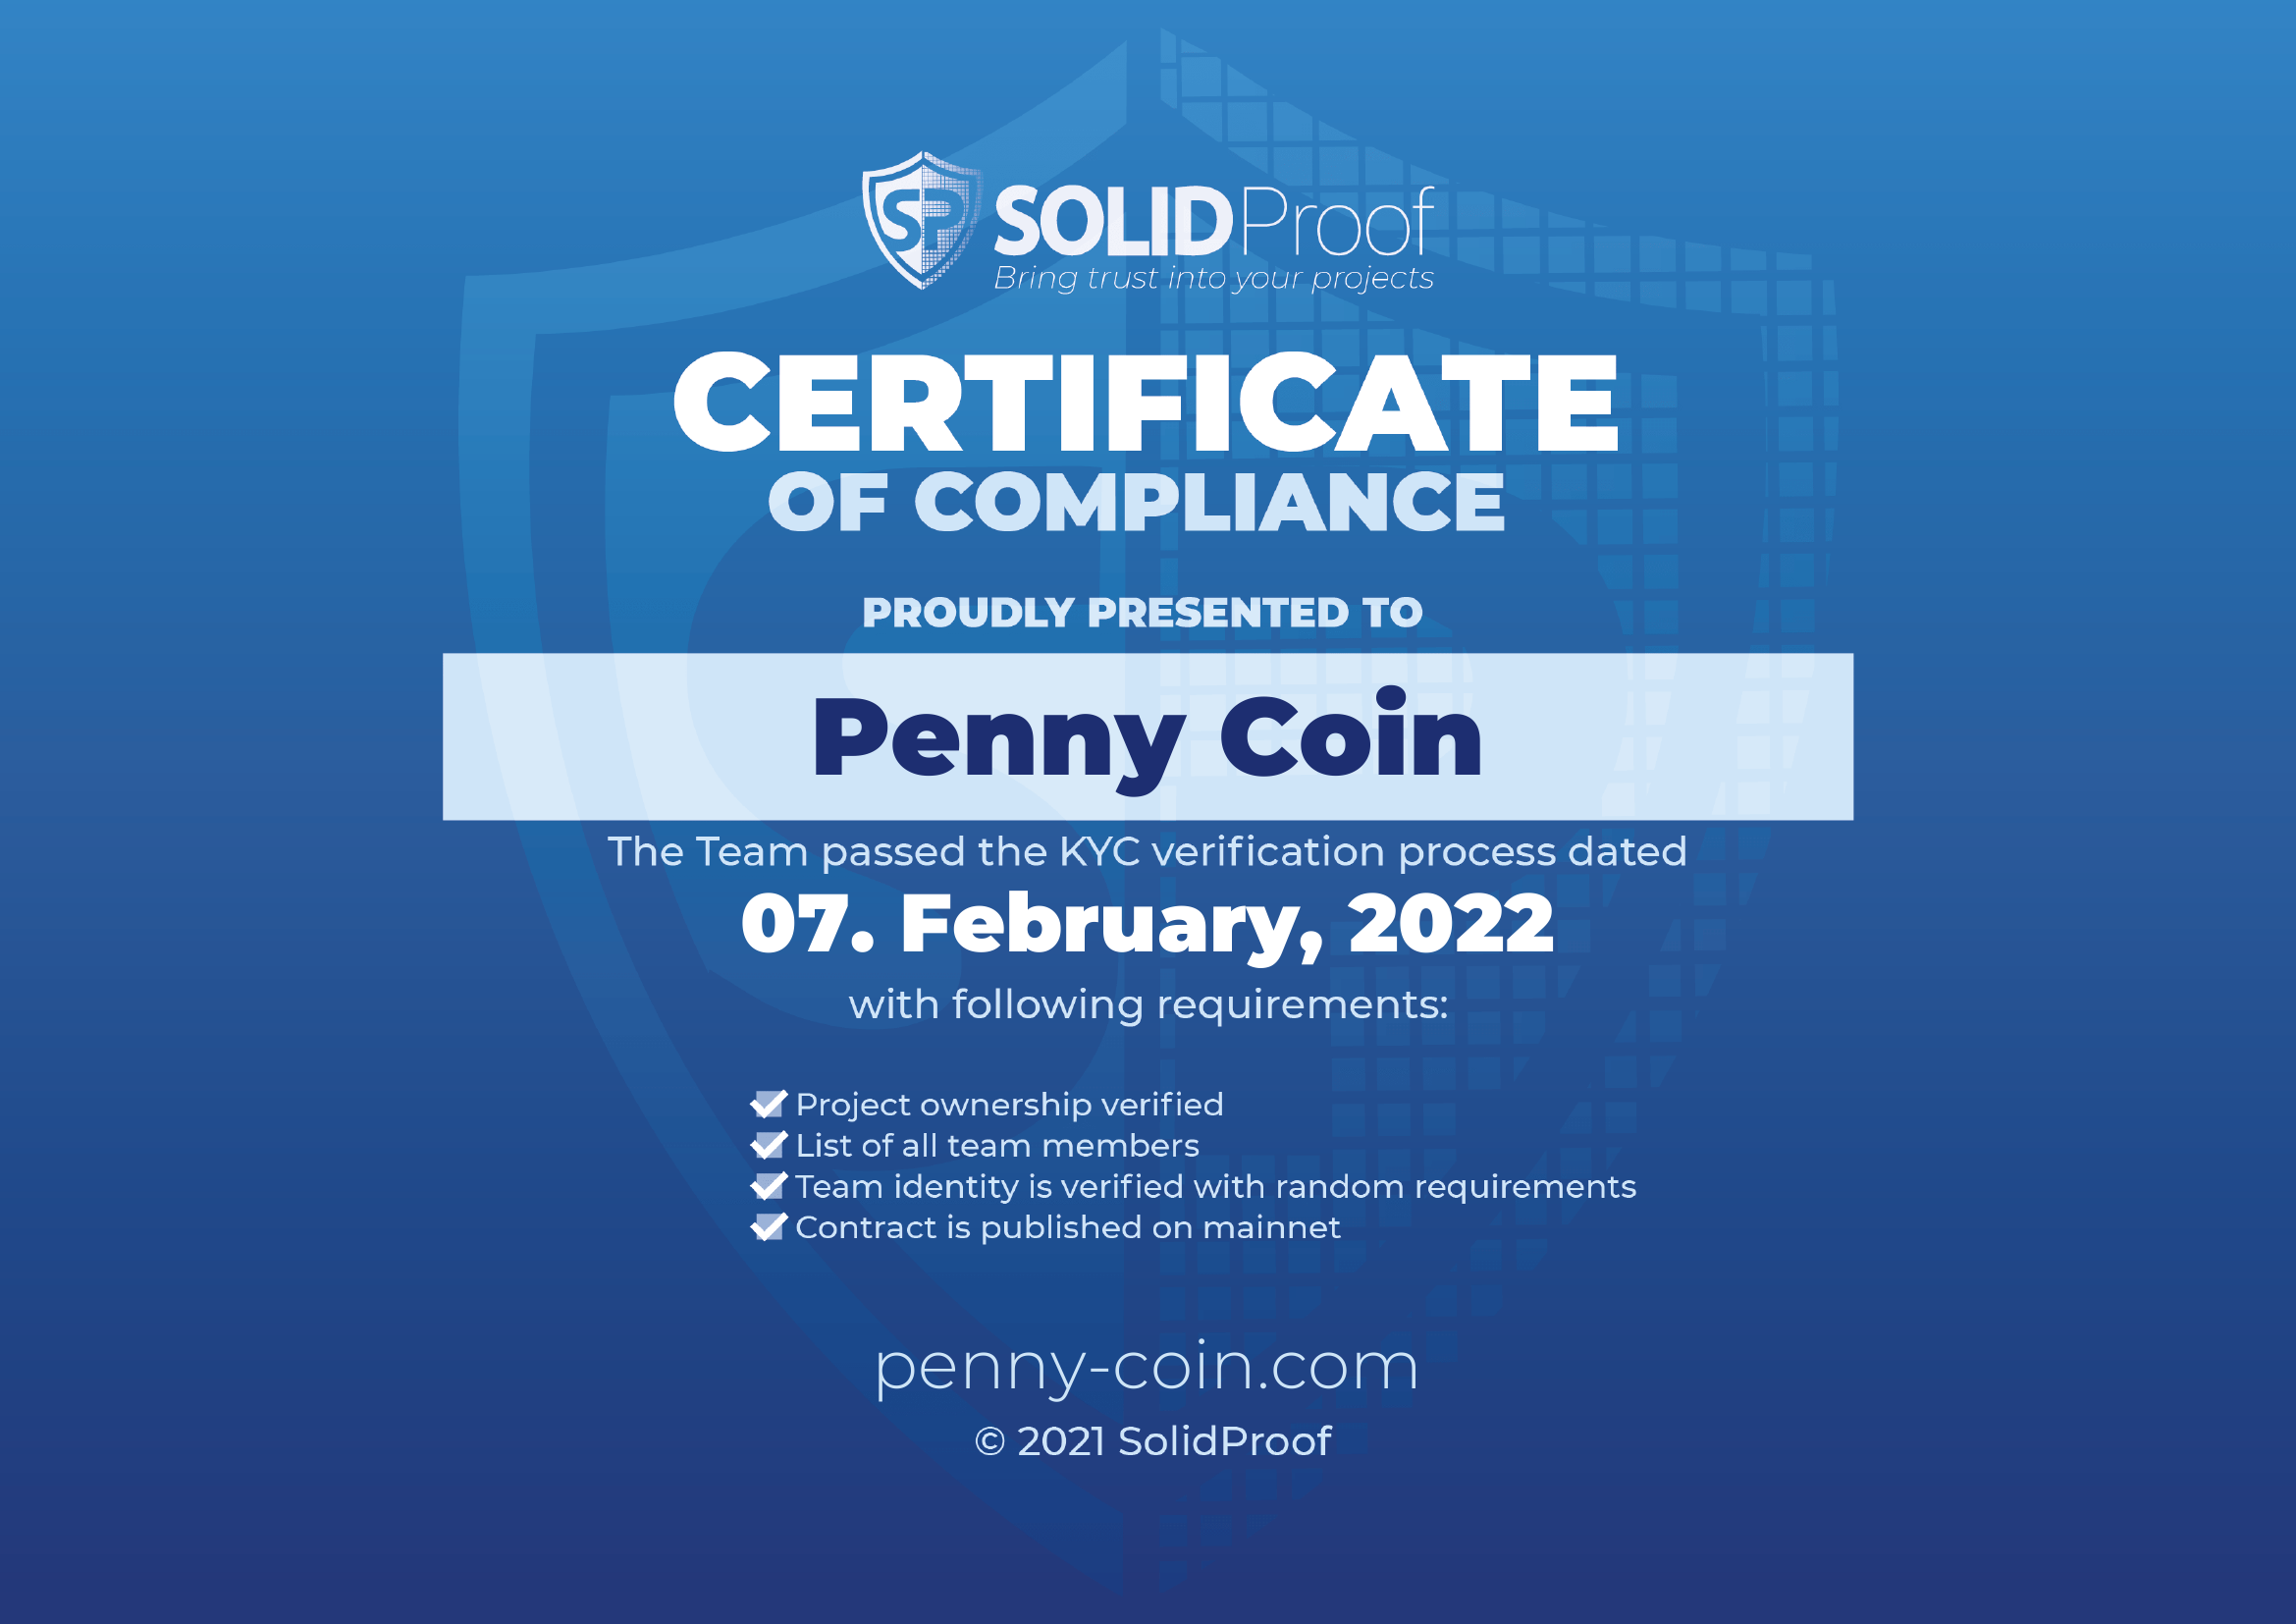 SP SOLIDProof
Bring trust into your projects
CERTIFICATE
OF COMPLIANCE
PROUDLY PRESENTED TO
Penny Coin
The Team passed the KYC verification process dated
07. February, 2022
with following requirements:
Project ownership verified
List of all team members
Team identity is verified with random requirements
Contract is published on mainnet
penny-coin.com
© 2021 SolidProof